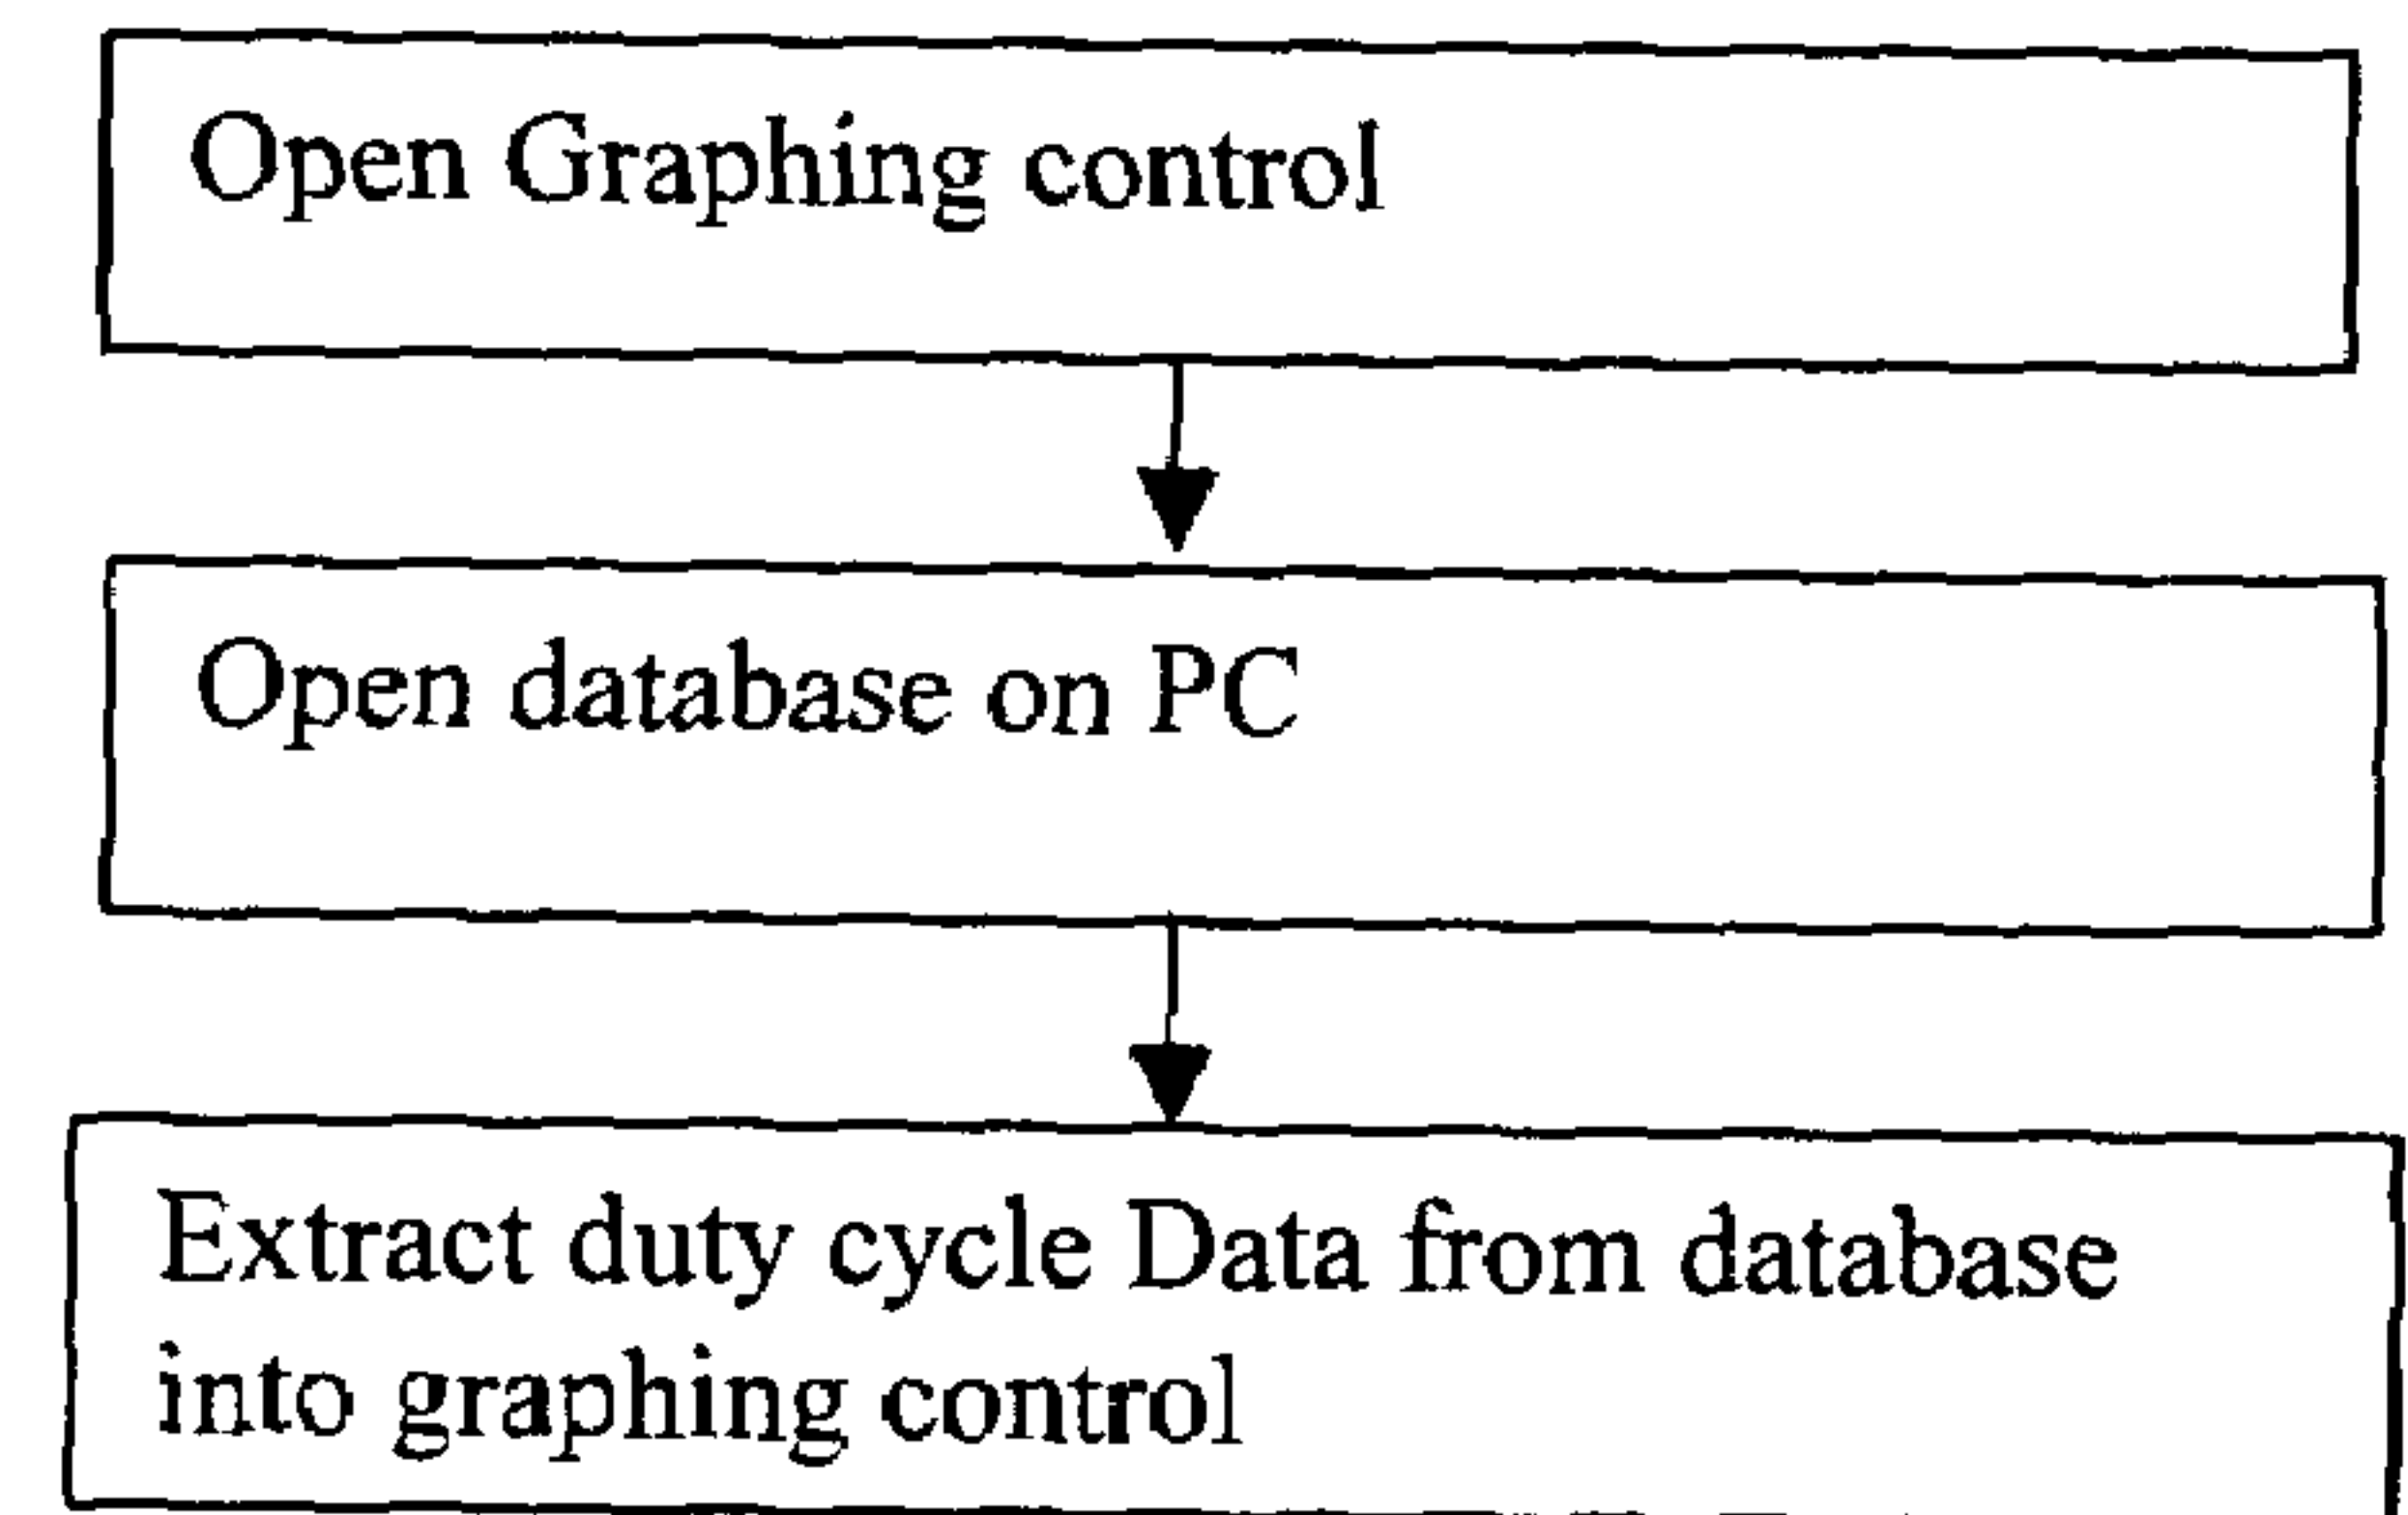 Open Graphing control
Open database on PC
Extract duty cycle Data from database
into graphing control